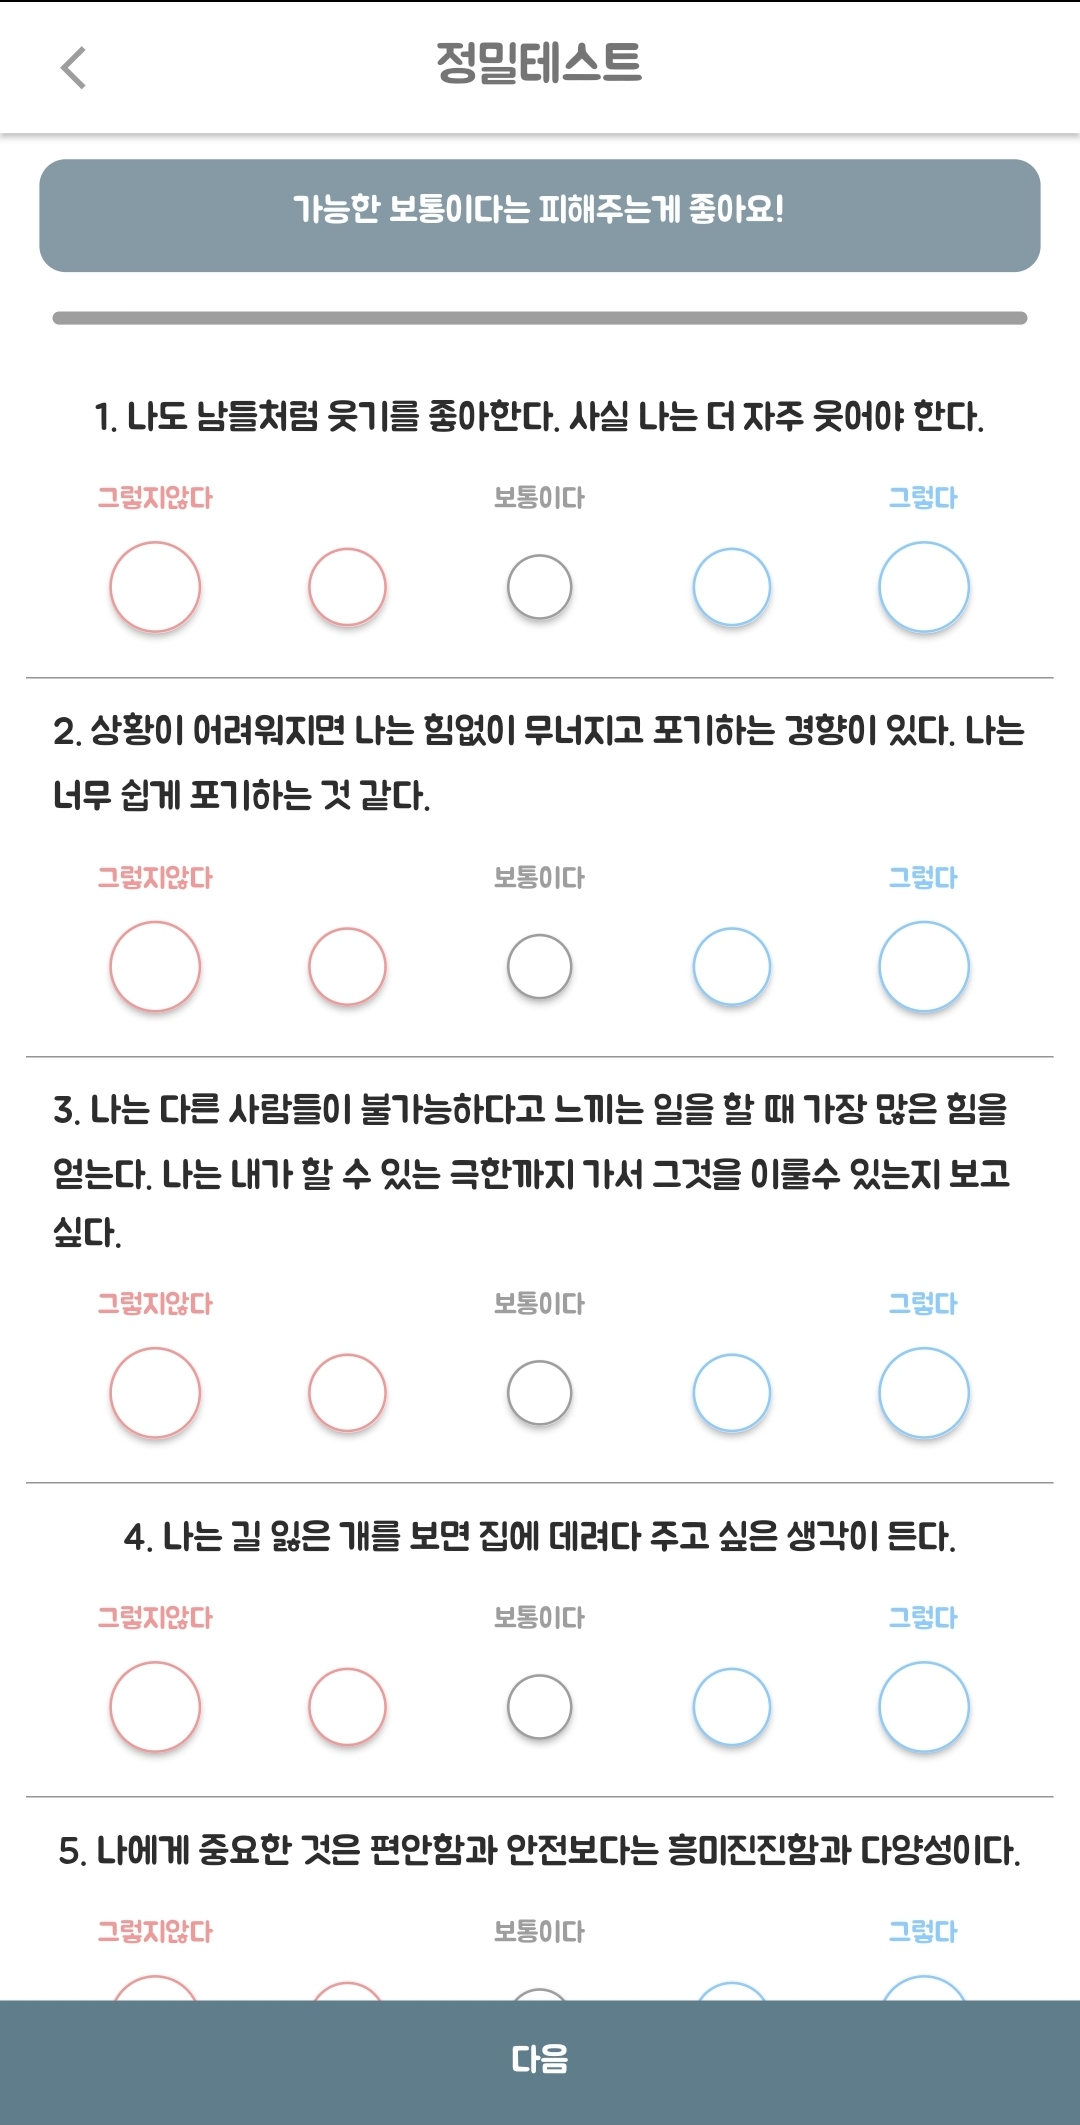 정밀테스트
가능한 보통이다는 피해주는게 좋아요!
1. 나도 남들처럼 웃기를 좋아한다. 사실 나는 더 자주 웃어야 한다.
그렇지않다 보통이다 그렇다
2. 상황이 어려워지면 나는 힘없이 무너지고 포기하는 경향이 있다. 나는
너무 쉽게 포기하는 것 같다.
그렇지않다 보통이다 그렇다
3. 나는 다른 사람들이 불가능하다고 느끼는 일을 할 때 가장 많은 힘을
얻는다. 나는 내가 할 수 있는 극한까지 가서 그것을 이룰수 있는지 보고
싶다.
그렇지않다 보통이다 그렇다
4. 나는 길 잃은 개를 보면 집에 데려다 주고 싶은 생각이 든다.
그렇지않다 보통이다 그렇다
5. 나에게 중요한 것은 편안함과 안전보다는 흥미진진함과 다양성이다.
그렇지않다 보통이다 그렇다
다음